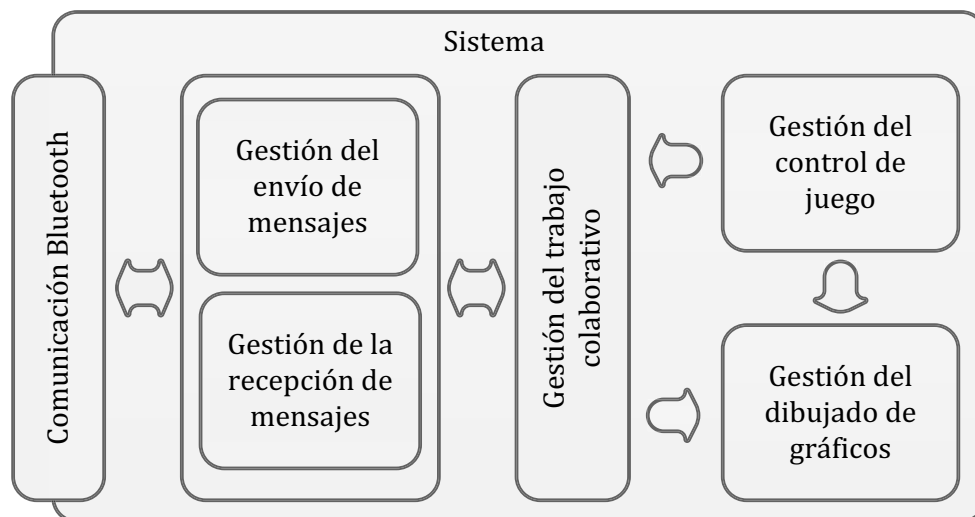 Sistema
Comunicación Bluetooth
Gestión del
envío de
mensajes
Gestión de la
recepción de
mensajes
Gestión del trabajo
colaborativo
Gestión del
control de
juego
Gestión del
dibujado de
gráficos